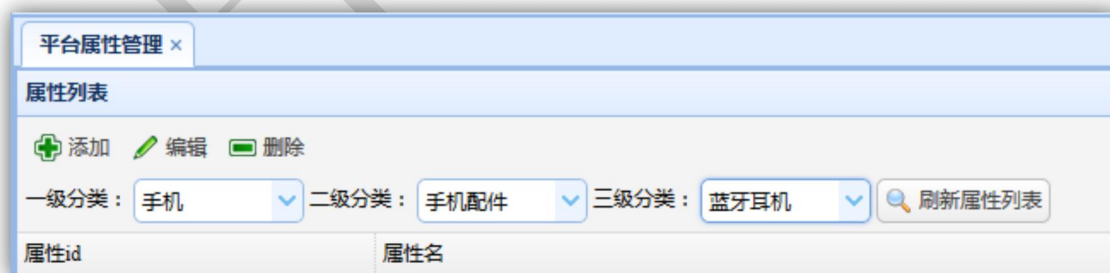 平台属性管理 ×
属性列表
添加 编辑 删除
一级分类： 手机 二级分类： 手机配件 三级分类： 蓝牙耳机 刷新属性列表
属性id 属性名